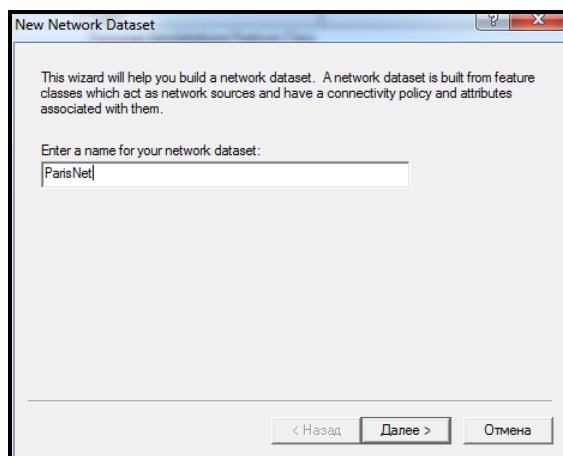 New Network Dataset
This wizard will help you build a network dataset. A network dataset is built from feature
classes which act as network sources and have a connectivity policy and attributes
associated with them.
Enter a name for your network dataset:
ParisNet
< Назад
Далее >
Отмена